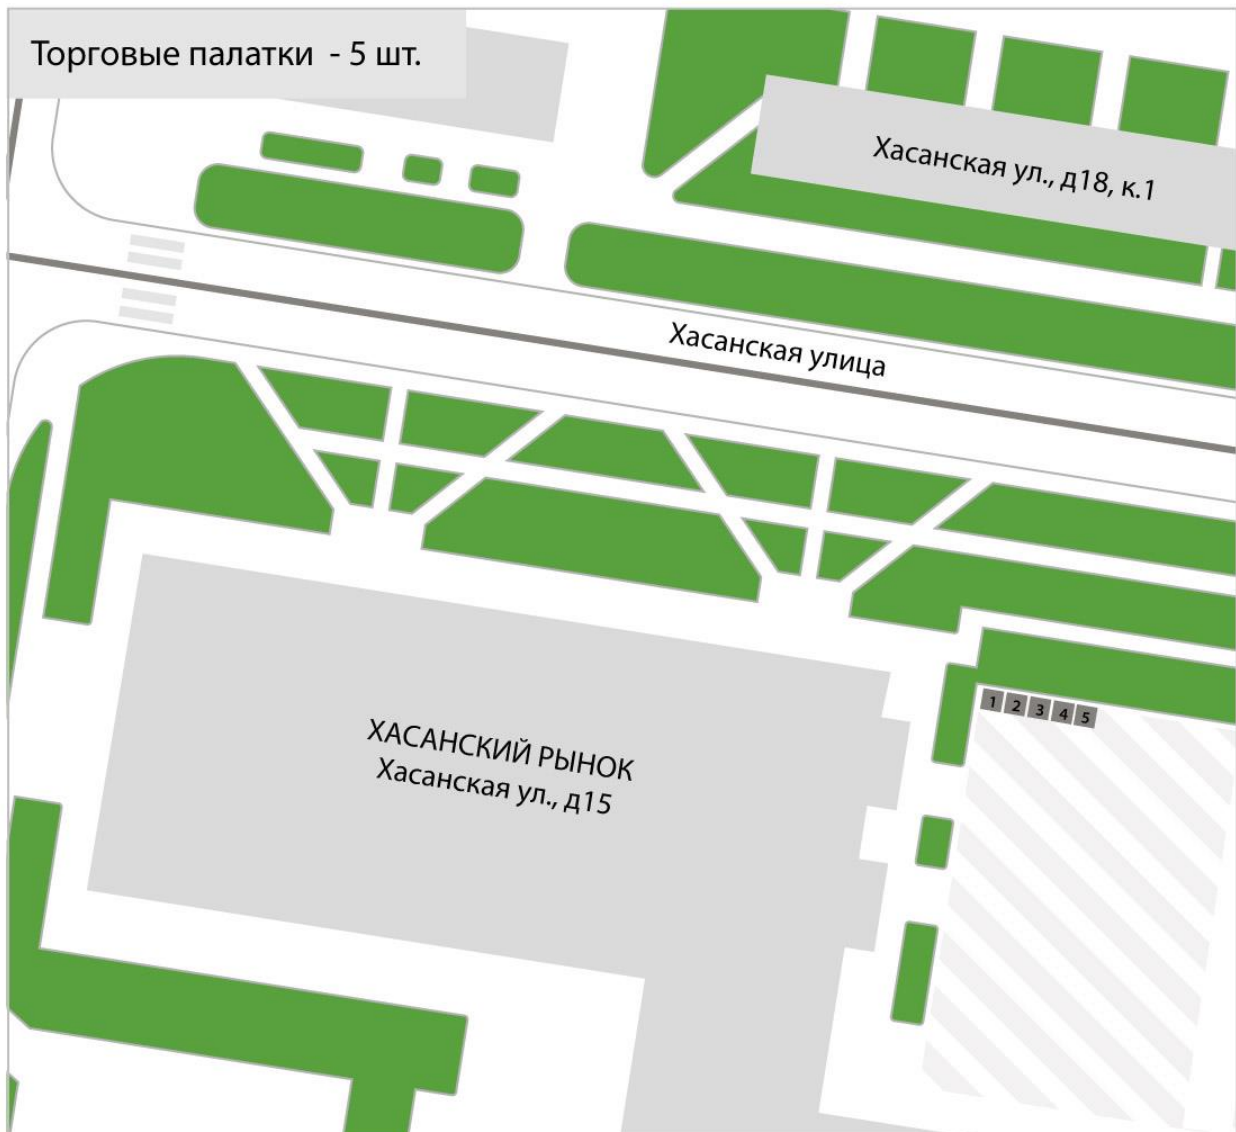 Торговые палатки - 5 шт.
Хасанская ул., д18, к.1
Хасанская улица
1 2 3 4 5
ХАСАНСКИЙ РЫНОК
Хасанская ул., д15